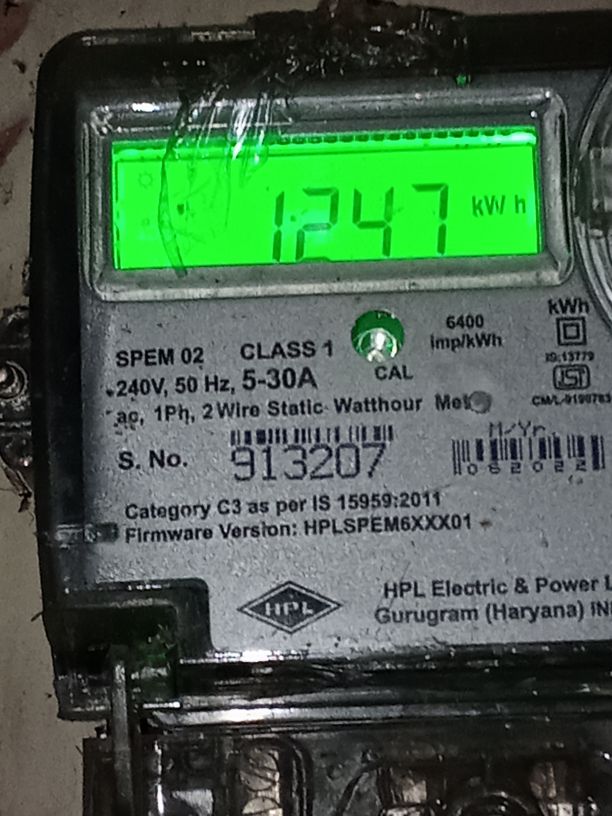 1247 kWh
kWh
6400
imp/kWh
SPEM 02 CLASS 1
CAL
IS:13779
240V, 50 Hz, 5-30A
ac, 1Ph, 2 Wire Static Watthour
M/Yr.
S. No. 913207
062022
Category C3 as per IS 15959:2011
Firmware Version: HPLSPEM6XXX01
HPL
HPL Electric & Power
Gurugram (Haryana)